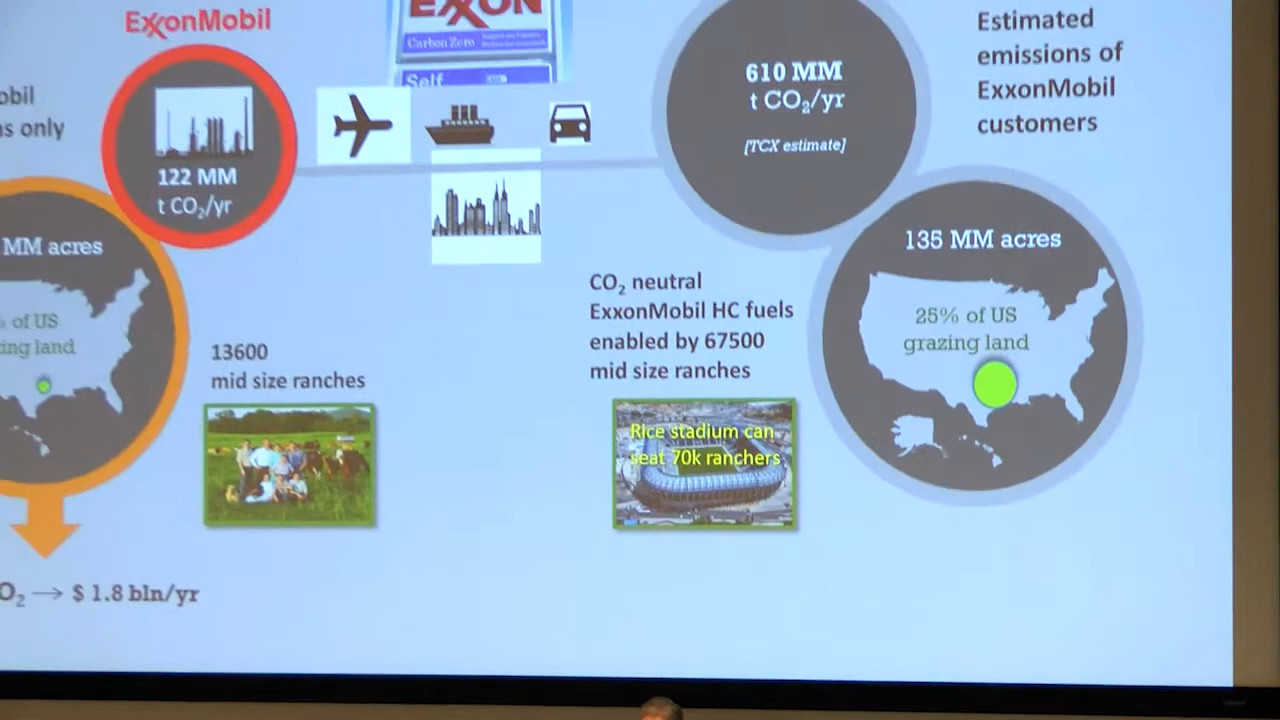 ExxonMobil
EXXON
Carbon Zero
Self
obil
ns only
122 MM
t CO₂/yr
610 MM
t CO₂/yr
[TCX estimate]
Estimated
emissions of
ExxonMobil
customers
MM acres
% of US
ing land
13600
mid size ranches
CO₂ neutral
ExxonMobil HC fuels
enabled by 67500
mid size ranches
Rice stadium can
seat 70k ranchers
135 MM acres
25% of US
grazing land
O₂ → $ 1.8 bln/yr